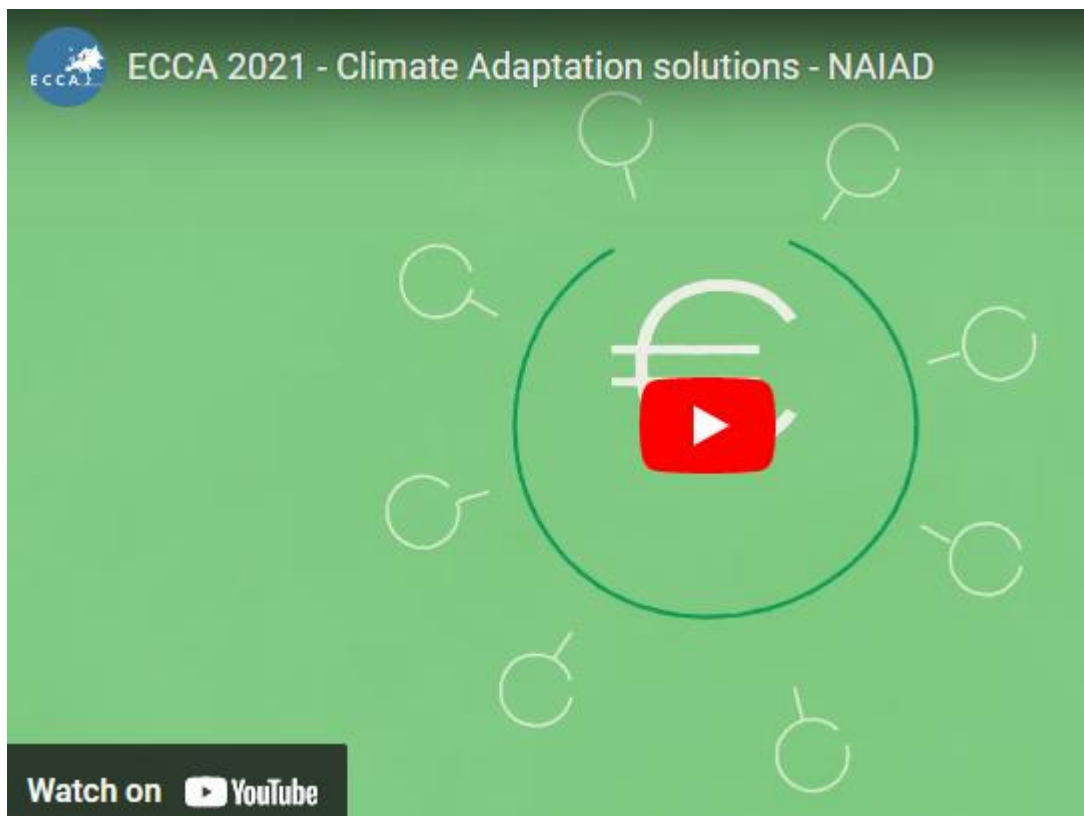 ECCA
ECCA 2021 - Climate Adaptation solutions - NAIAD
€
Watch on YouTube